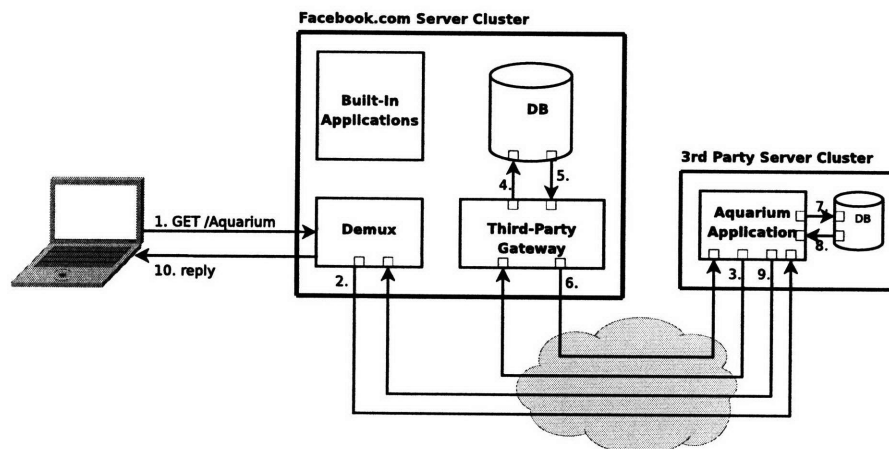 Facebook.com Server Cluster
Built-In
Applications
DB
4.
5.
3rd Party Server Cluster
1. GET /Aquarium
Demux
Third-Party
Gateway
Aquarium
Application
7.
DB
8.
10. reply
2.
6.
3.
9.